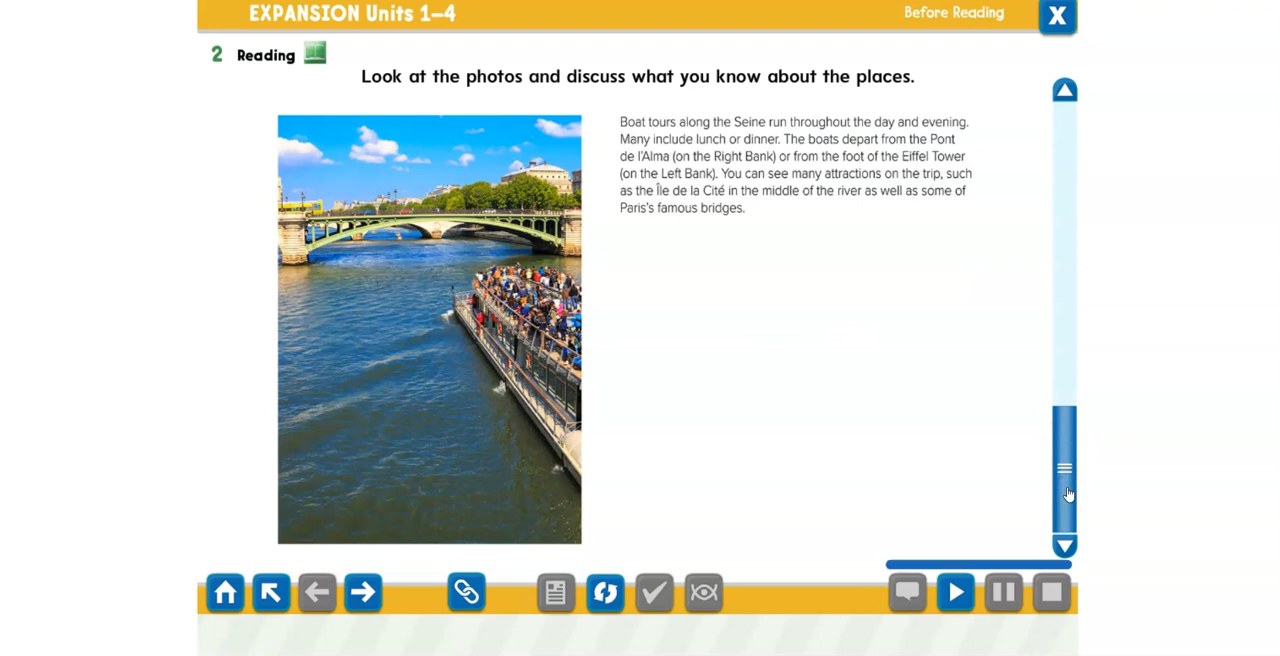 EXPANSION Units 1–4
Before Reading
X
2 Reading
Look at the photos and discuss what you know about the places.
Boat tours along the Seine run throughout the day and evening.
Many include lunch or dinner. The boats depart from the Pont
de l'Alma (on the Right Bank) or from the foot of the Eiffel Tower
(on the Left Bank). You can see many attractions on the trip, such
as the Île de la Cité in the middle of the river as well as some of
Paris's famous bridges.